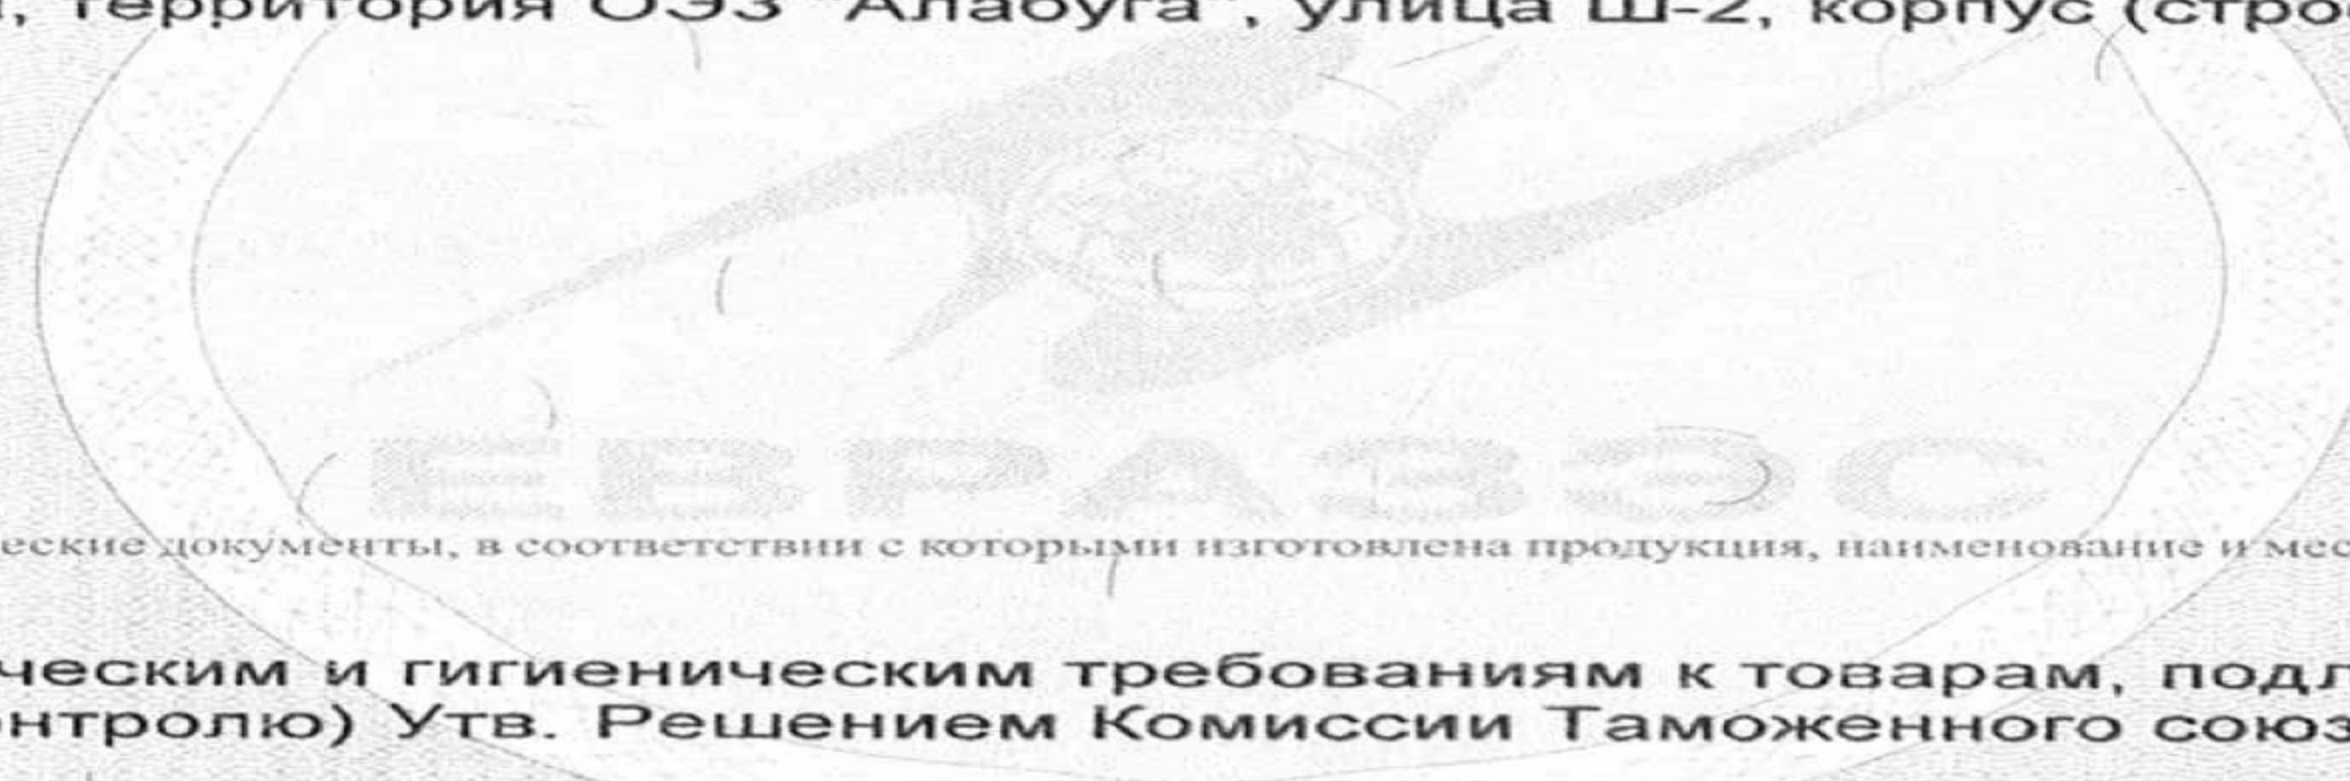 , территория ОЭЗ "Алабуга", улица Ш-2, корпус (стро
ЕВРАЗЭС
еские документы, в соответствии с которыми изготовлена продукция, наименование и мес
ческим и гигиеническим требованиям к товарам, подл
онтролю) Утв. Решением Комиссии Таможенного союз